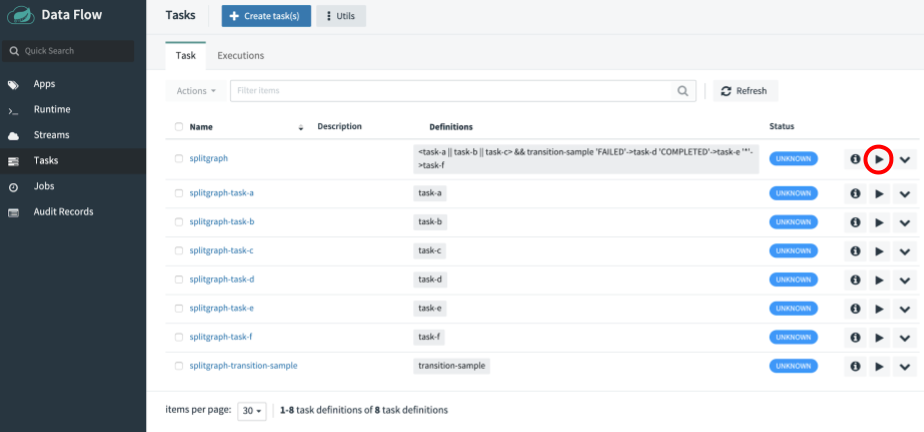 Data Flow
Quick Search
Apps
Runtime
Streams
Tasks
Jobs
Audit Records
Tasks
Create task(s)
Utils
Task
Executions
Actions
Filter items
Refresh
Name Description Definitions Status
splitgraph <task-a || task-b || task-c> && transition-sample 'FAILED'->task-d 'COMPLETED'->task-e '*'- UNKNOWN
>task-f
splitgraph-task-a task-a UNKNOWN
splitgraph-task-b task-b UNKNOWN
splitgraph-task-c task-c UNKNOWN
splitgraph-task-d task-d UNKNOWN
splitgraph-task-e task-e UNKNOWN
splitgraph-task-f task-f UNKNOWN
splitgraph-transition-sample transition-sample UNKNOWN
items per page: 30 1-8 task definitions of 8 task definitions